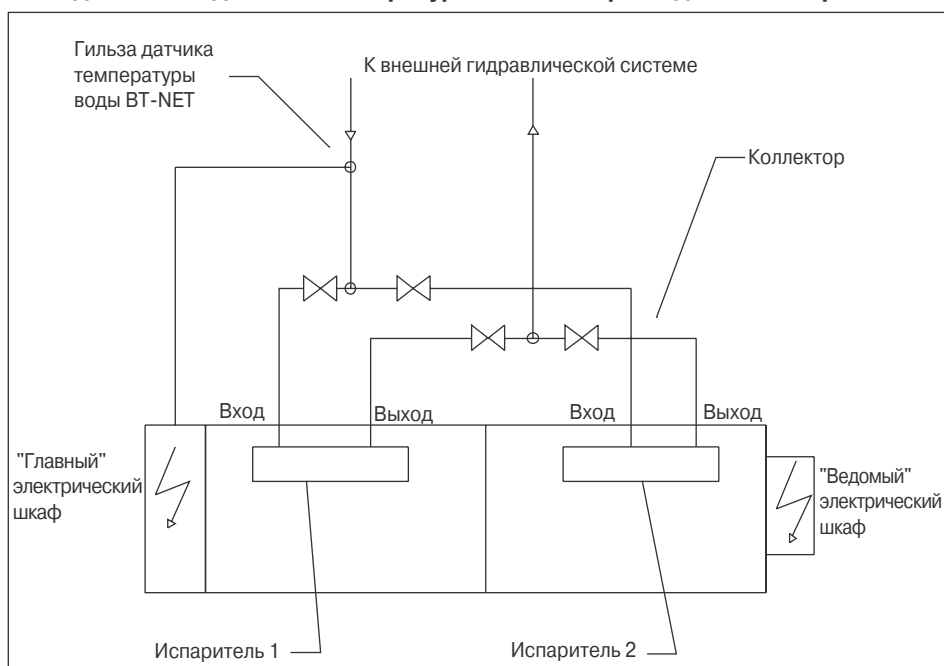 Гильза датчика
температуры
воды BT-NET
К внешней гидравлической системе
Коллектор
Вход
Выход
Вход
Выход
"Главный"
электрический
шкаф
"Ведомый"
электрический
шкаф
Испаритель 1
Испаритель 2